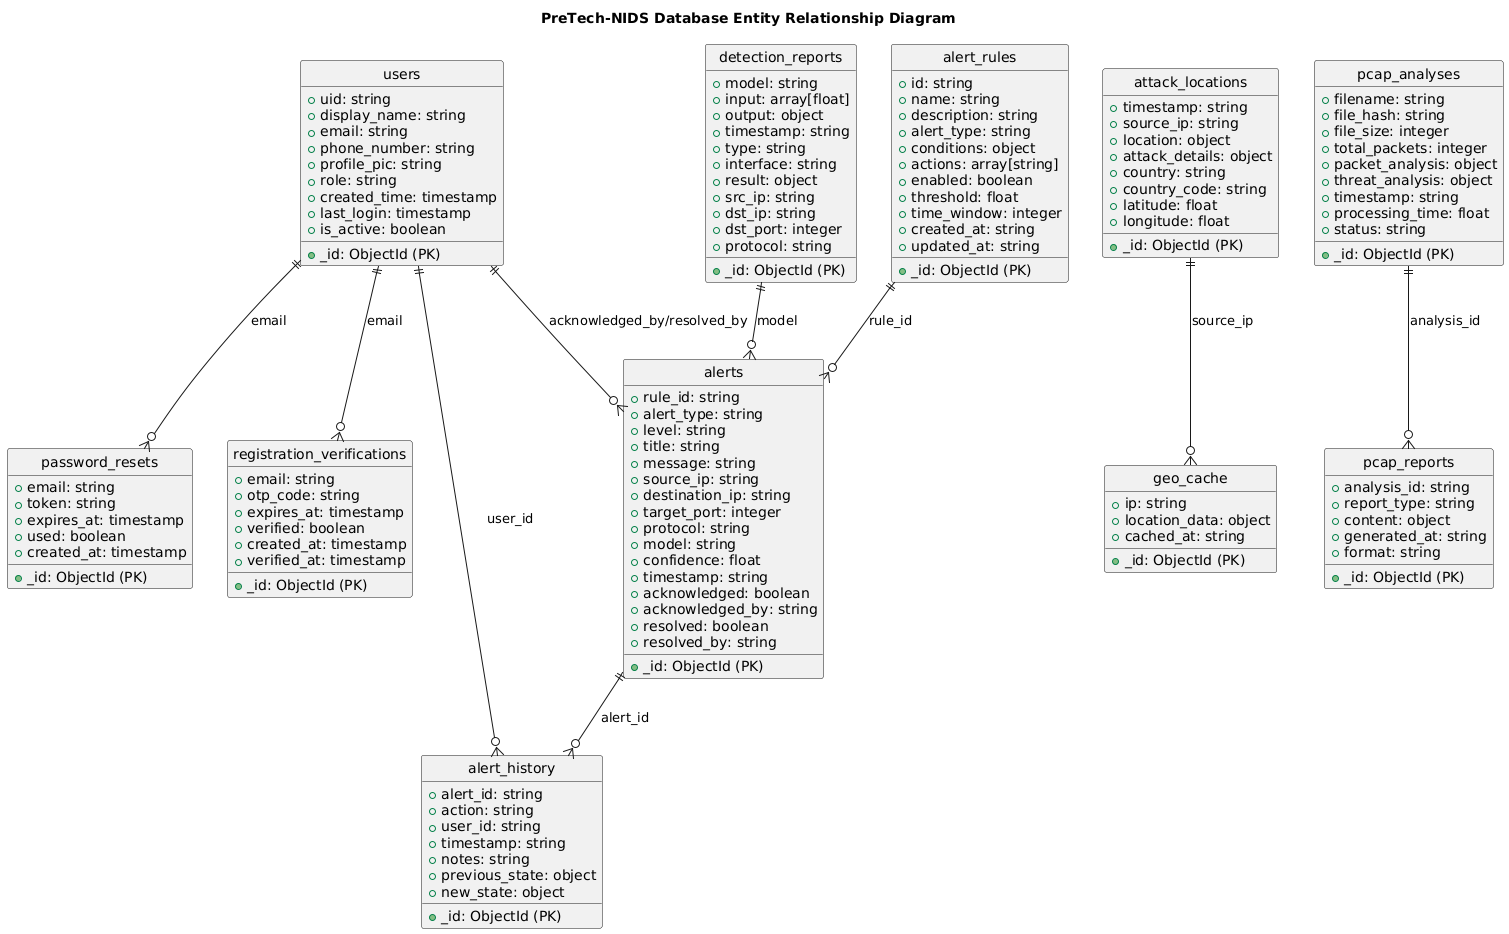 PreTech-NIDS Database Entity Relationship Diagram
users
uid: string
display_name: string
email: string
phone_number: string
profile_pic: string
role: string
created_time: timestamp
last_login: timestamp
is_active: boolean
_id: ObjectId (PK)
detection_reports
model: string
input: array[float]
output: object
timestamp: string
type: string
interface: string
result: object
src_ip: string
dst_ip: string
dst_port: integer
protocol: string
_id: ObjectId (PK)
alert_rules
id: string
name: string
description: string
alert_type: string
conditions: object
actions: array[string]
enabled: boolean
threshold: float
time_window: integer
created_at: string
updated_at: string
_id: ObjectId (PK)
attack_locations
timestamp: string
source_ip: string
location: object
attack_details: object
country: string
country_code: string
latitude: float
longitude: float
_id: ObjectId (PK)
pcap_analyses
filename: string
file_hash: string
file_size: integer
total_packets: integer
packet_analysis: object
threat_analysis: object
timestamp: string
processing_time: float
status: string
_id: ObjectId (PK)
email
email
acknowledged_by/resolved_by
model
rule_id
source_ip
analysis_id
password_resets
email: string
token: string
expires_at: timestamp
used: boolean
created_at: timestamp
_id: ObjectId (PK)
registration_verifications
email: string
otp_code: string
expires_at: timestamp
verified: boolean
created_at: timestamp
verified_at: timestamp
_id: ObjectId (PK)
user_id
alerts
rule_id: string
alert_type: string
level: string
title: string
message: string
source_ip: string
destination_ip: string
target_port: integer
protocol: string
model: string
confidence: float
timestamp: string
acknowledged: boolean
acknowledged_by: string
resolved: boolean
resolved_by: string
_id: ObjectId (PK)
geo_cache
ip: string
location_data: object
cached_at: string
_id: ObjectId (PK)
pcap_reports
analysis_id: string
report_type: string
content: object
generated_at: string
format: string
_id: ObjectId (PK)
alert_id
alert_history
alert_id: string
action: string
user_id: string
timestamp: string
notes: string
previous_state: object
new_state: object
_id: ObjectId (PK)